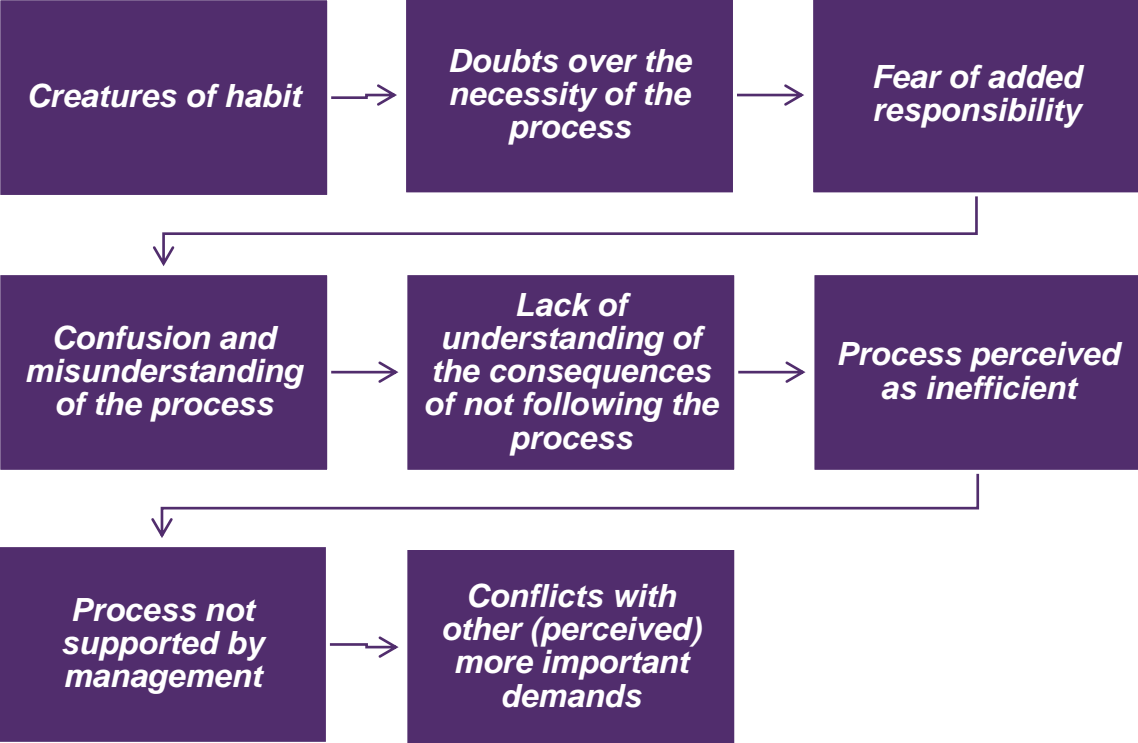 Creatures of habit
Doubts over the
necessity of the
process
Fear of added
responsibility
Confusion and
misunderstanding
of the process
Lack of
understanding of
the consequences
of not following the
process
Process perceived
as inefficient
Process not
supported by
management
Conflicts with
other (perceived)
more important
demands